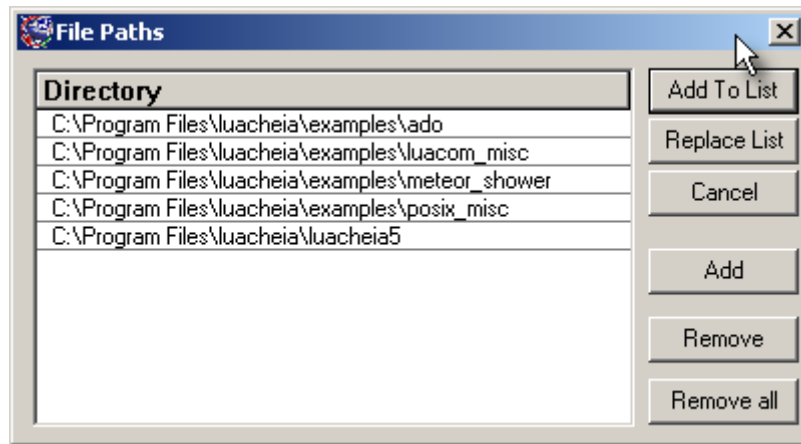 File Paths
Directory
C:\Program Files\luacheia\examples\ado
C:\Program Files\luacheia\examples\luacom_misc
C:\Program Files\luacheia\examples\meteor_shower
C:\Program Files\luacheia\examples\posix_misc
C:\Program Files\luacheia\luacheia5
Add To List
Replace List
Cancel
Add
Remove
Remove all